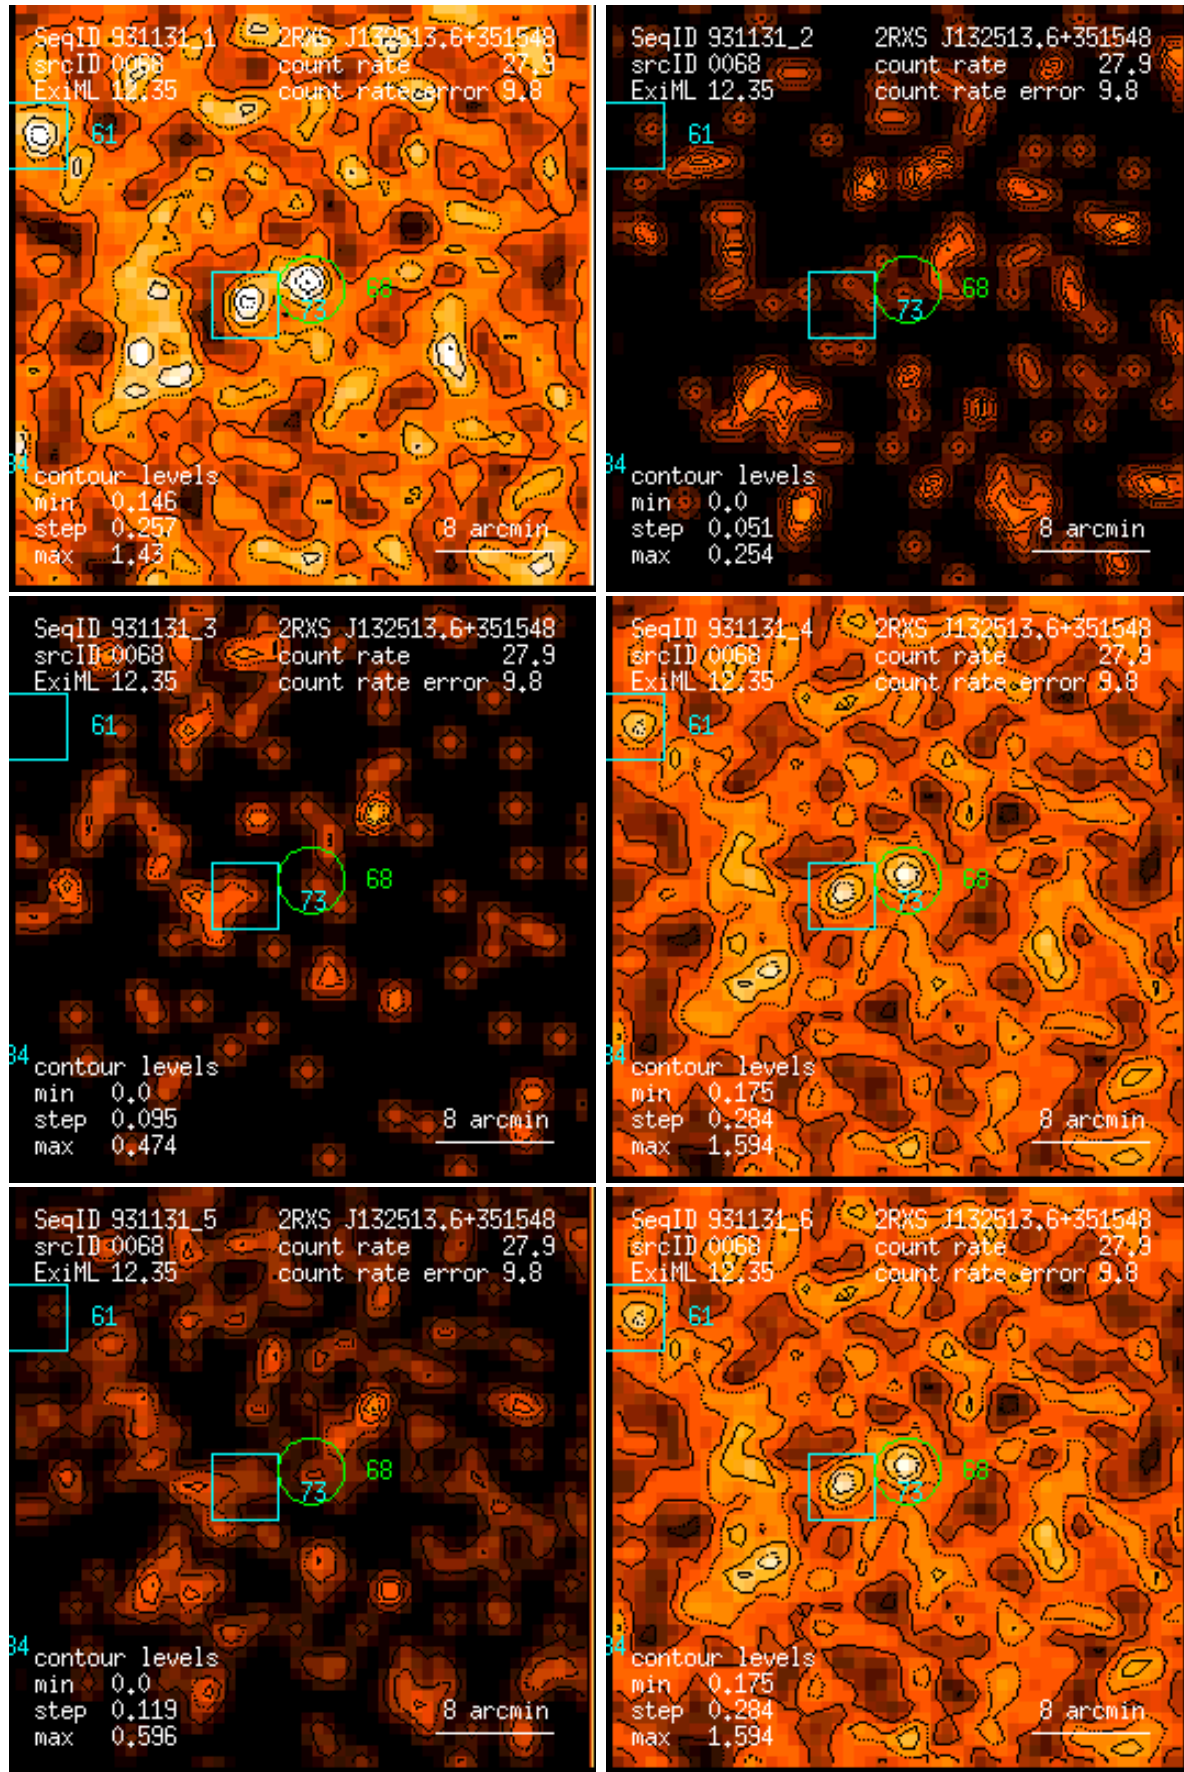 SeqID 931131_1 2RXS J132513.6+351548
srcID 0068 count rate 27.9
ExiML 12.35 count rate error 9.8
61
68
73
34
contour levels
min 0.146
step 0.257
max 1.43
8 arcmin
SeqID 931131_2 2RXS J132513.6+351548
srcID 0068 count rate 27.9
ExiML 12.35 count rate error 9.8
61
68
73
34
contour levels
min 0.0
step 0.051
max 0.254
8 arcmin
SeqID 931131_3 2RXS J132513.6+351548
srcID 0068 count rate 27.9
ExiML 12.35 count rate error 9.8
61
68
73
34
contour levels
min 0.0
step 0.095
max 0.474
8 arcmin
SeqID 931131_4 2RXS J132513.6+351548
srcID 0068 count rate 27.9
ExiML 12.35 count rate error 9.8
61
68
73
34
contour levels
min 0.175
step 0.284
max 1.594
8 arcmin
SeqID 931131_5 2RXS J132513.6+351548
srcID 0068 count rate 27.9
ExiML 12.35 count rate error 9.8
61
68
73
34
contour levels
min 0.0
step 0.119
max 0.596
8 arcmin
SeqID 931131_6 2RXS J132513.6+351548
srcID 0068 count rate 27.9
ExiML 12.35 count rate error 9.8
61
68
73
34
contour levels
min 0.175
step 0.284
max 1.594
8 arcmin